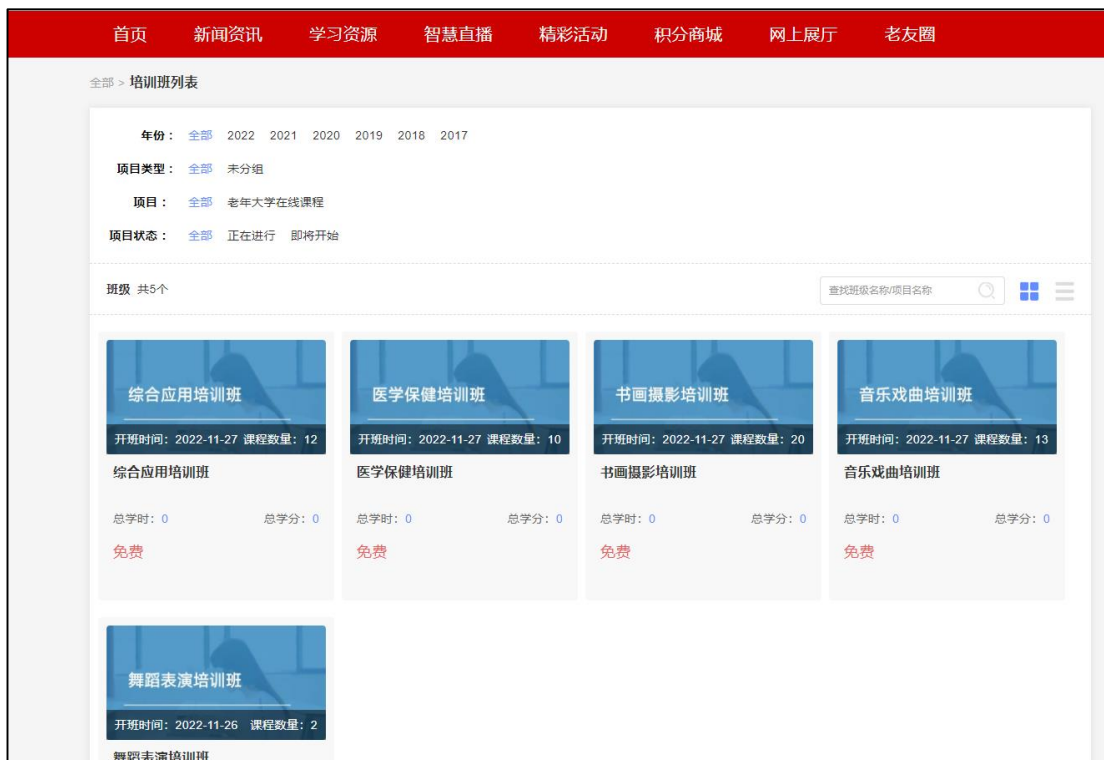 首页 新闻资讯 学习资源 智慧直播 精彩活动 积分商城 网上展厅 老友圈
全部 > 培训班列表
年份： 全部 2022 2021 2020 2019 2018 2017
项目类型： 全部 未分组
项目： 全部 老年大学在线课程
项目状态： 全部 正在进行 即将开始
班级 共5个 查找班级名称/项目名称
综合应用培训班 医学保健培训班 书画摄影培训班 音乐戏曲培训班
开班时间：2022-11-27 课程数量：12 开班时间：2022-11-27 课程数量：10 开班时间：2022-11-27 课程数量：20 开班时间：2022-11-27 课程数量：13
综合应用培训班 医学保健培训班 书画摄影培训班 音乐戏曲培训班
总学时：0 总学分：0 总学时：0 总学分：0 总学时：0 总学分：0 总学时：0 总学分：0
免费 免费 免费 免费
舞蹈表演培训班
开班时间：2022-11-26 课程数量：2
舞蹈表演培训班